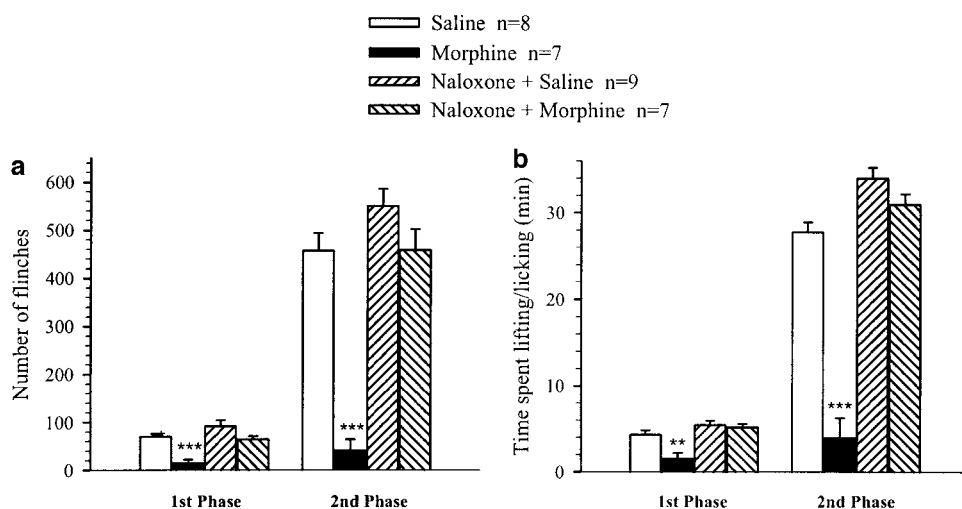 Saline n=8
Morphine n=7
Naloxone + Saline n=9
Naloxone + Morphine n=7
a
Number of flinches
600
500
400
300
200
100
0
***
***
1st Phase
2nd Phase
b
Time spent lifting/licking (min)
30
20
10
0
**
***
1st Phase
2nd Phase